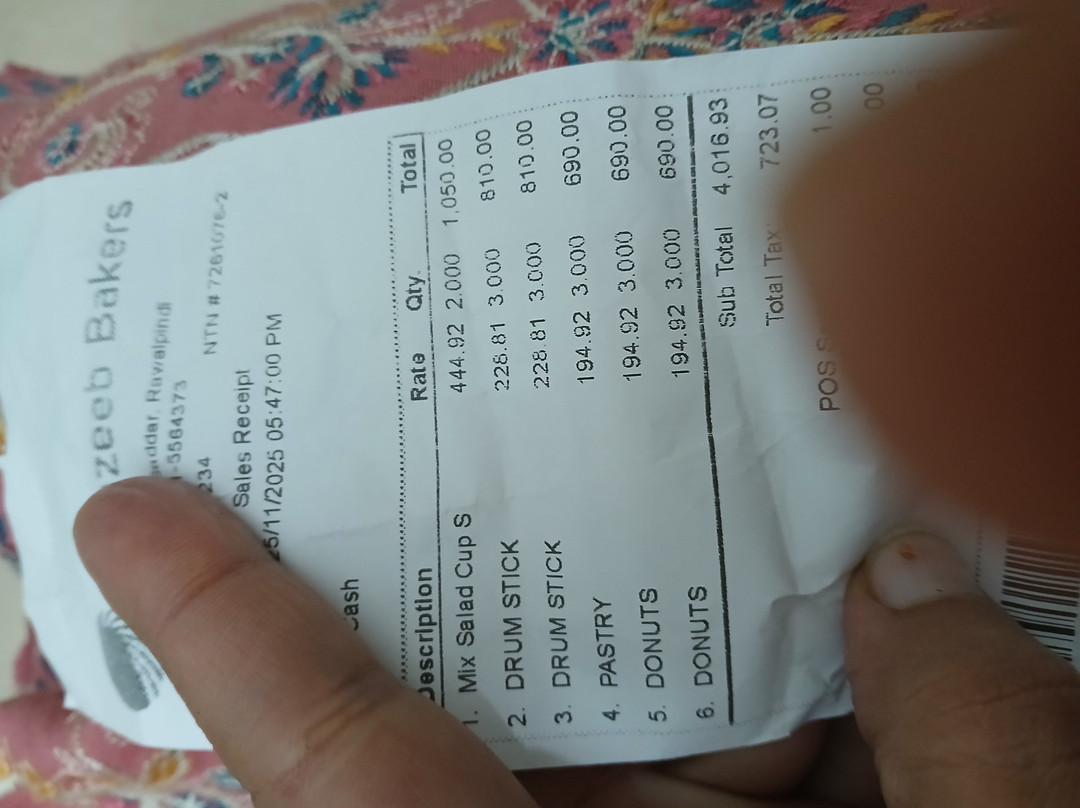 zeeb Bakers
addar, Rawalpindi
-5564373
234 NTN # 7261076-2
Sales Receipt
25/11/2025 05:47:00 PM
Cash
Description Rate Qty. Total
1. Mix Salad Cup S 444.92 2.000 1,050.00
2. DRUM STICK 228.81 3.000 810.00
3. DRUM STICK 228.81 3.000 810.00
4. PASTRY 194.92 3.000 690.00
5. DONUTS 194.92 3.000 690.00
6. DONUTS 194.92 3.000 690.00
Sub Total 4,016.93
Total Tax 723.07
POS S 1.00
00